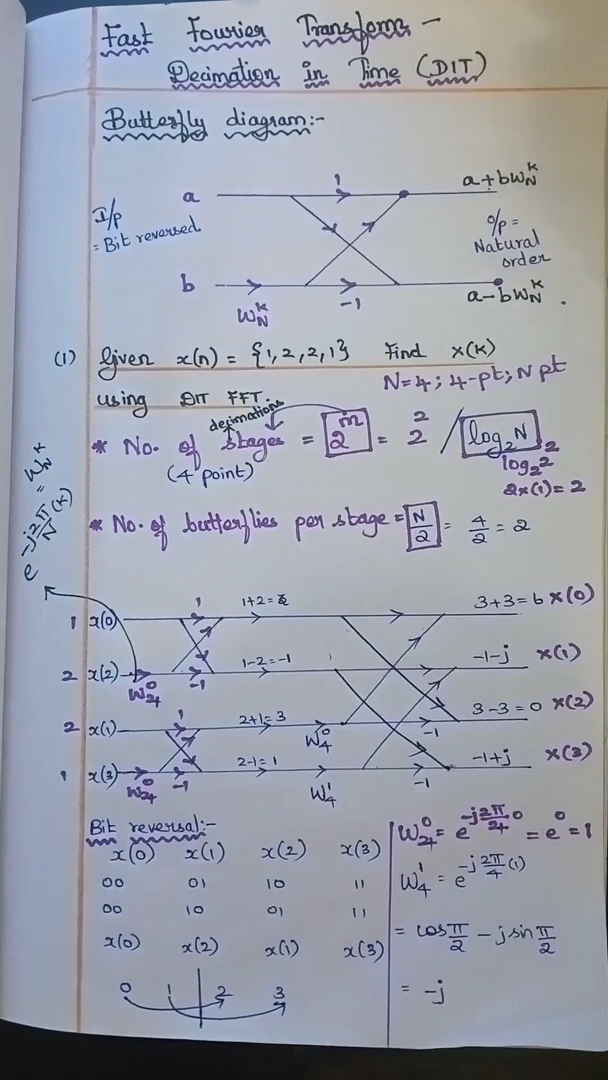 Fast Fourier Transform -
Decimation in Time (DIT)
Butterfly diagram:-
a 1 a+bW_N^k
I/p = Bit reversed
o/p = Natural order
b W_N^k -1 a-bW_N^k.
(1) Given x(n) = {1,2,2,1} Find X(K)
using DIT FFT. N=4; 4-pt; N pt
decimations
* No. of stages = 2^m = 2^2 / log_2 N
(4 point) log_2 2^2
2×(1)=2
* No. of butterflies per stage = N/2 = 4/2 = 2
e^(-j2π/N (k)) = W_N^k
1 x(0) 1 1+2=3 3+3=6 X(0)
2 x(2) W_4^0 -1 1-2=-1 -1-j X(1)
2 x(1) 1 2+1=3 W_4^0 -1 3-3=0 X(2)
1 x(3) W_4^0 -1 2-1=1 W_4^1 -1 -1+j X(3)
Bit reversal:-
x(0) x(1) x(2) x(3)
00 01 10 11
00 10 01 11
x(0) x(2) x(1) x(3)
0 1 2 3
W_4^0 = e^(-j2π/4 0) = e^0 = 1
W_4^1 = e^(-j2π/4 (1))
= cos π/2 - j sin π/2
= -j